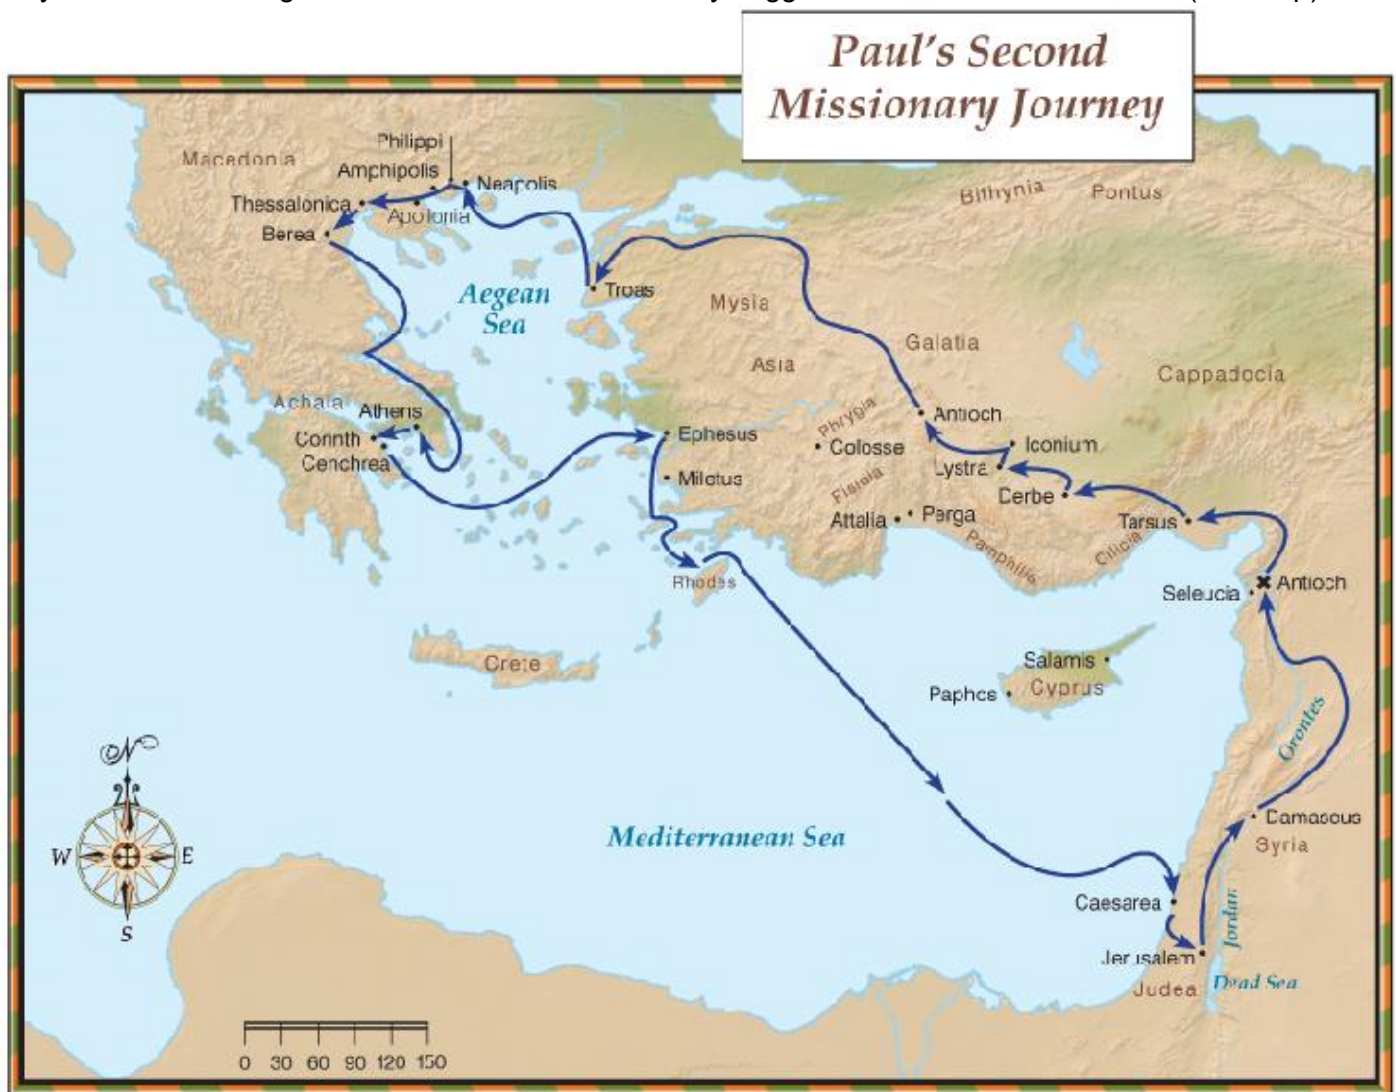 Paul's Second
Missionary Journey
Philippi
Macedonia
Amphipolis
Neapolis
Thessalonica
Apolonia
Berea
Bithynia
Pontus
Aegean
Sea
Troas
Mysia
Galatia
Asia
Cappadocia
Achaia
Athens
Phrygia
Antioch
Corinth
Cenchrea
Ephesus
Colosse
Iconium
Lystra
Miletus
Pisidia
Derbe
Attalia
Perga
Tarsus
Pamphilia
Cilicia
Rhodes
Seleucia
Antioch
Crete
Salamis
Cyprus
Paphos
Orontes
N
W
E
S
Mediterranean Sea
Damascus
Syria
Caesarea
Jordan
Jerusalem
Judea
Dead Sea
0 30 60 90 120 150